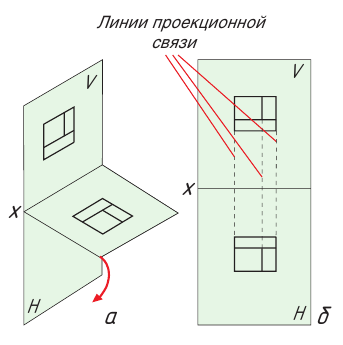 Линии проекционной
связи
V
V
x
x
H
H
а
б